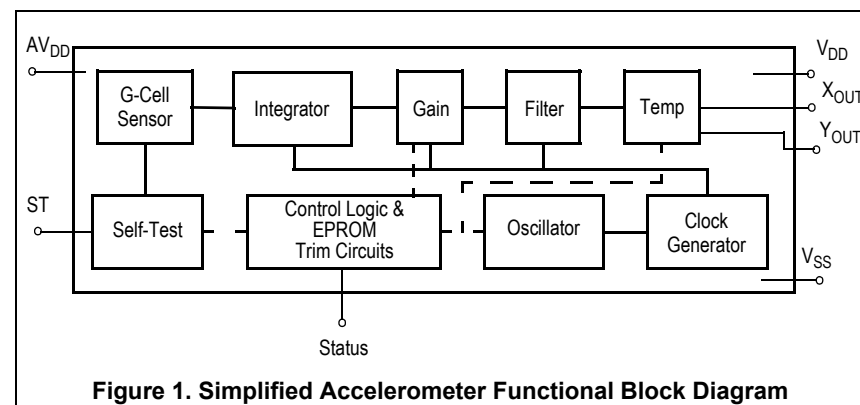 AVDD
VDD
G-Cell
Sensor
Integrator
Gain
Filter
Temp
XOUT
YOUT
ST
Self-Test
Control Logic &
EPROM
Trim Circuits
Oscillator
Clock
Generator
VSS
Status
Figure 1. Simplified Accelerometer Functional Block Diagram